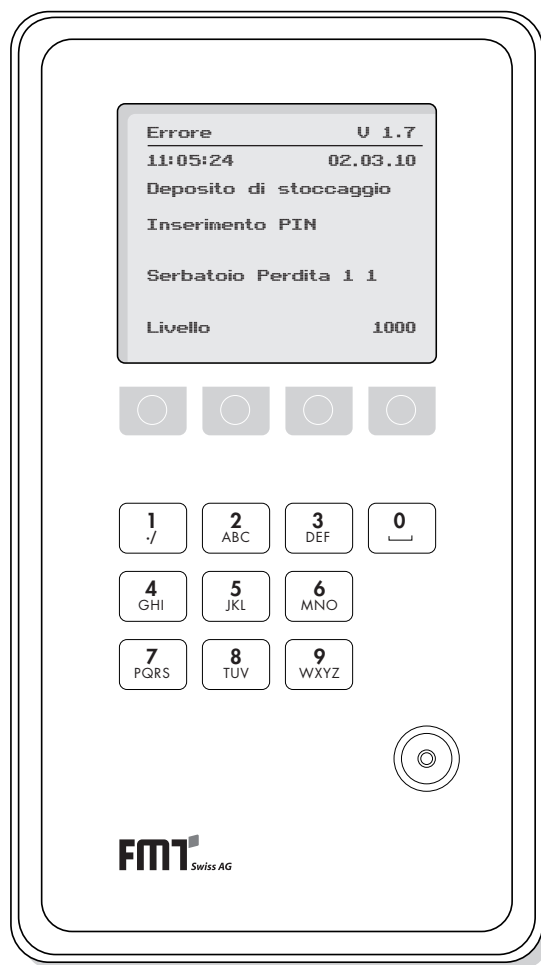 Errore V 1.7
11:05:24 02.03.10
Deposito di stoccaggio
Inserimento PIN
Serbatoio Perdita 1 1
Livello 1000
1 2 3 0
./ ABC DEF
4 5 6
GHI JKL MNO
7 8 9
PQRS TUV WXYZ
FMT Swiss AG